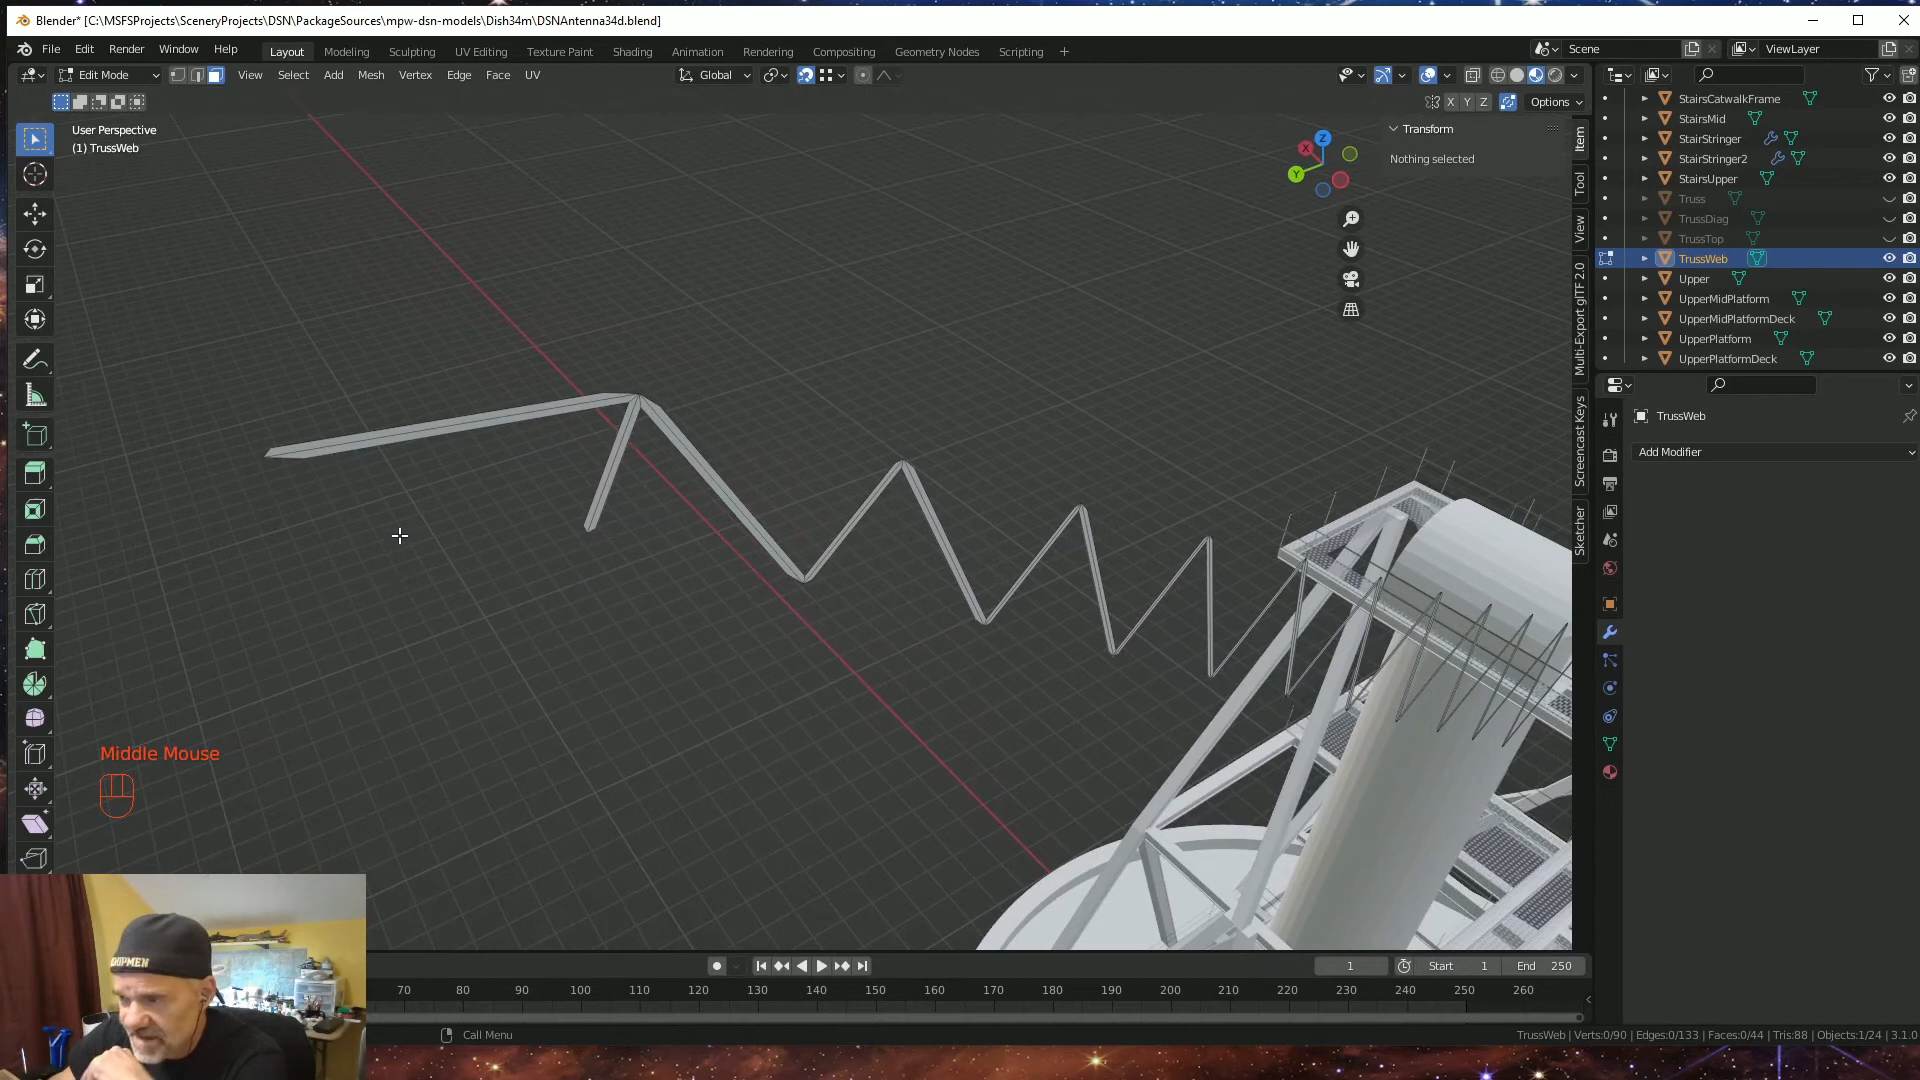 Blender* [C:\MSFSProjects\SceneryProjects\DSN\PackageSources\mpw-dsn-models\Dish34m\DSNAntenna34d.blend]
File Edit Render Window Help Layout Modeling Sculpting UV Editing Texture Paint Shading Animation Rendering Compositing Geometry Nodes Scripting + Scene ViewLayer
Edit Mode View Select Add Mesh Vertex Edge Face UV Global
X Y Z Options
User Perspective
(1) TrussWeb
Transform
Nothing selected
Z
X
Y
Item
Tool
View
Multi-Export glTF 2.0
Screencast Keys
Sketcher
StairsCatwalkFrame
StairsMid
StairStringer
StairStringer2
StairsUpper
Truss
TrussDiag
TrussTop
TrussWeb
Upper
UpperMidPlatform
UpperMidPlatformDeck
UpperPlatform
UpperPlatformDeck
TrussWeb
Add Modifier
Middle Mouse
1 Start 1 End 250
70 80 90 100 110 120 130 140 150 160 170 180 190 200 210 220 230 240 250 260
Call Menu
TrussWeb | Verts:0/90 | Edges:0/133 | Faces:0/44 | Tris:88 | Objects:1/24 | 3.1.0